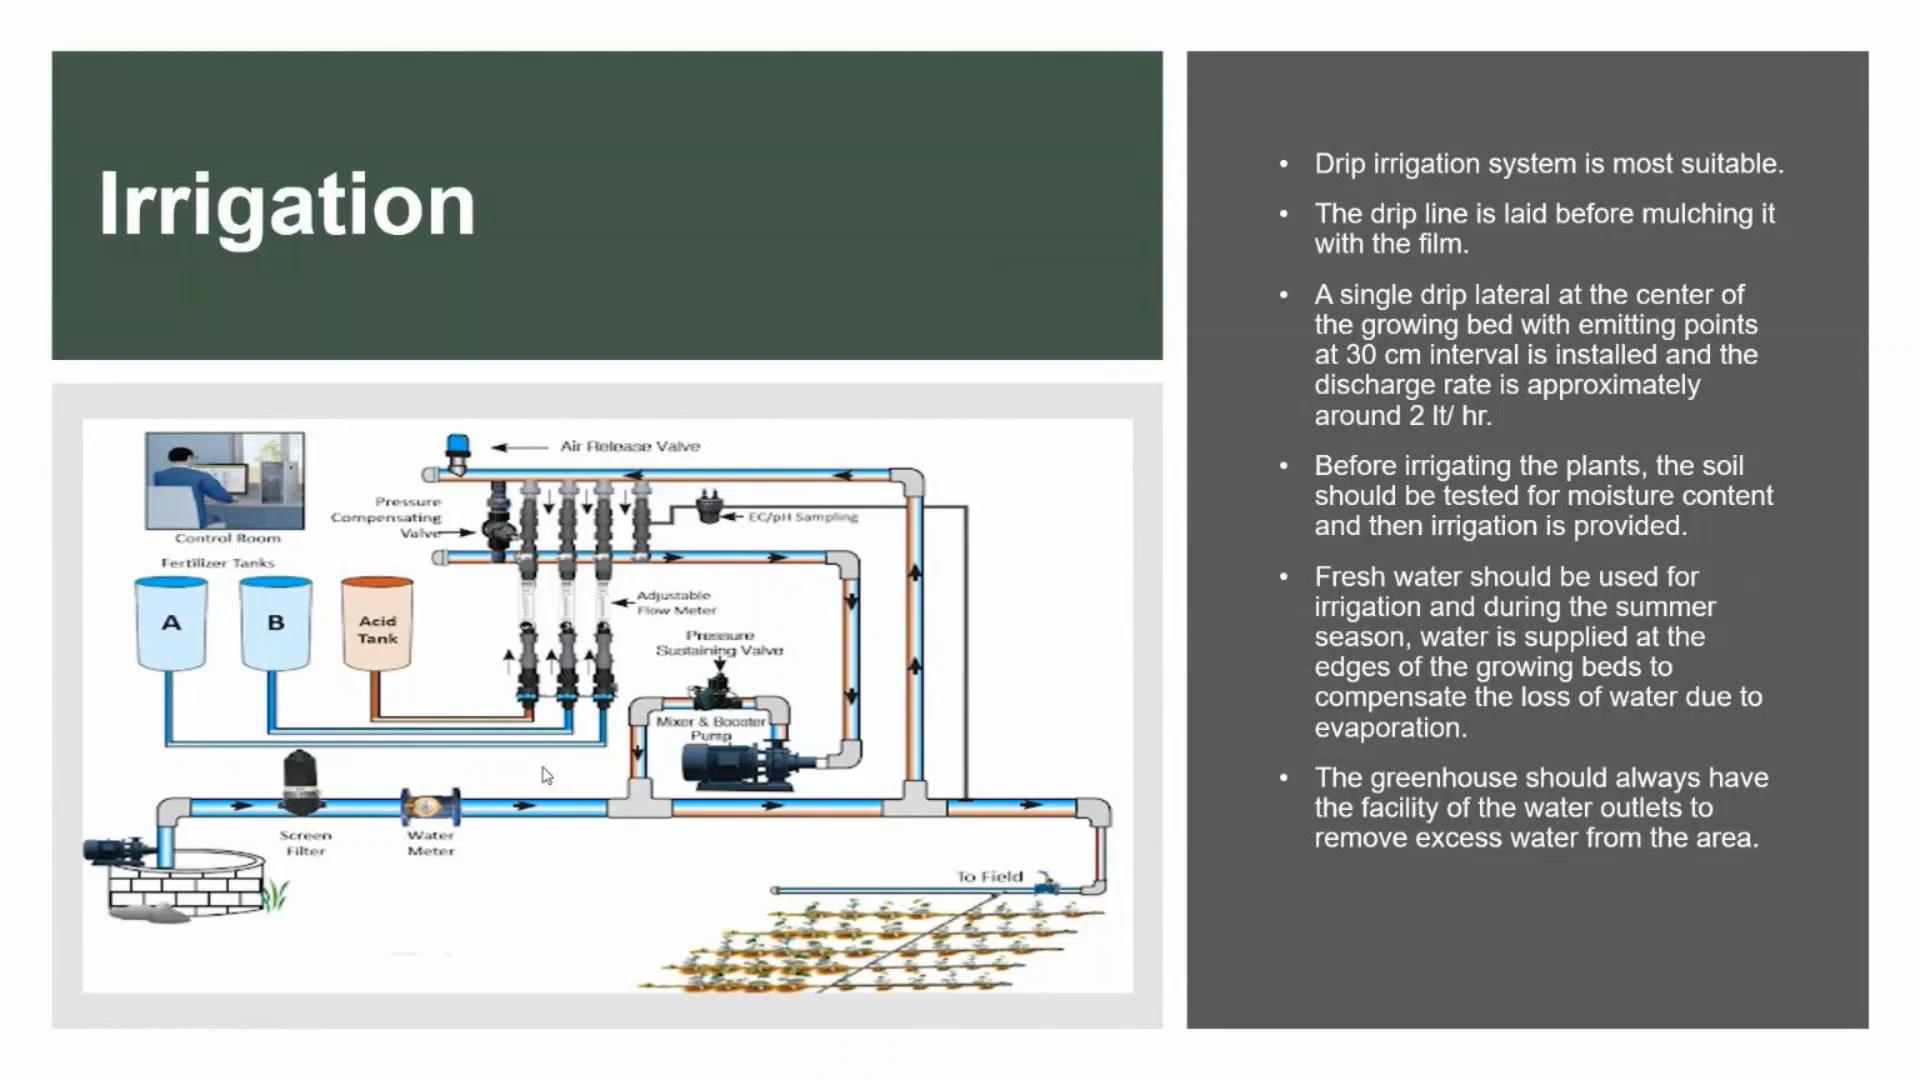 Irrigation
• Drip irrigation system is most suitable.
• The drip line is laid before mulching it
with the film.
• A single drip lateral at the center of
the growing bed with emitting points
at 30 cm interval is installed and the
discharge rate is approximately
around 2 lt/ hr.
• Before irrigating the plants, the soil
should be tested for moisture content
and then irrigation is provided.
• Fresh water should be used for
irrigation and during the summer
season, water is supplied at the
edges of the growing beds to
compensate the loss of water due to
evaporation.
• The greenhouse should always have
the facility of the water outlets to
remove excess water from the area.
Air Release Valve
Pressure
Compensating
Valve
EC/pH Sampling
Control Room
Fertilizer Tanks
A
B
Acid
Tank
Adjustable
Flow Meter
Pressure
Sustaining Valve
Mixer & Booster
Pump
Screen
Filter
Water
Meter
To Field